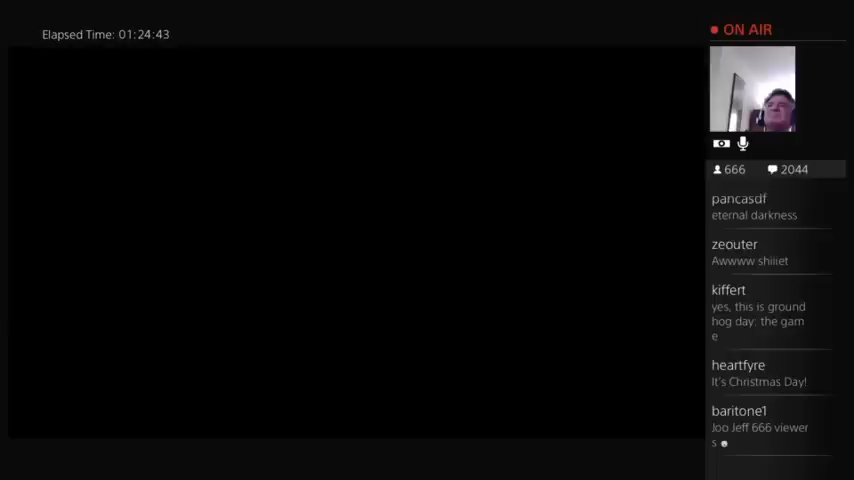 Elapsed Time: 01:24:43
ON AIR
666 2044
pancasdf
eternal darkness
zeouter
Awwww shiiiet
kiffert
yes, this is ground
hog day: the gam
e
heartfyre
It's Christmas Day!
baritone1
Joo Jeff 666 viewer
s